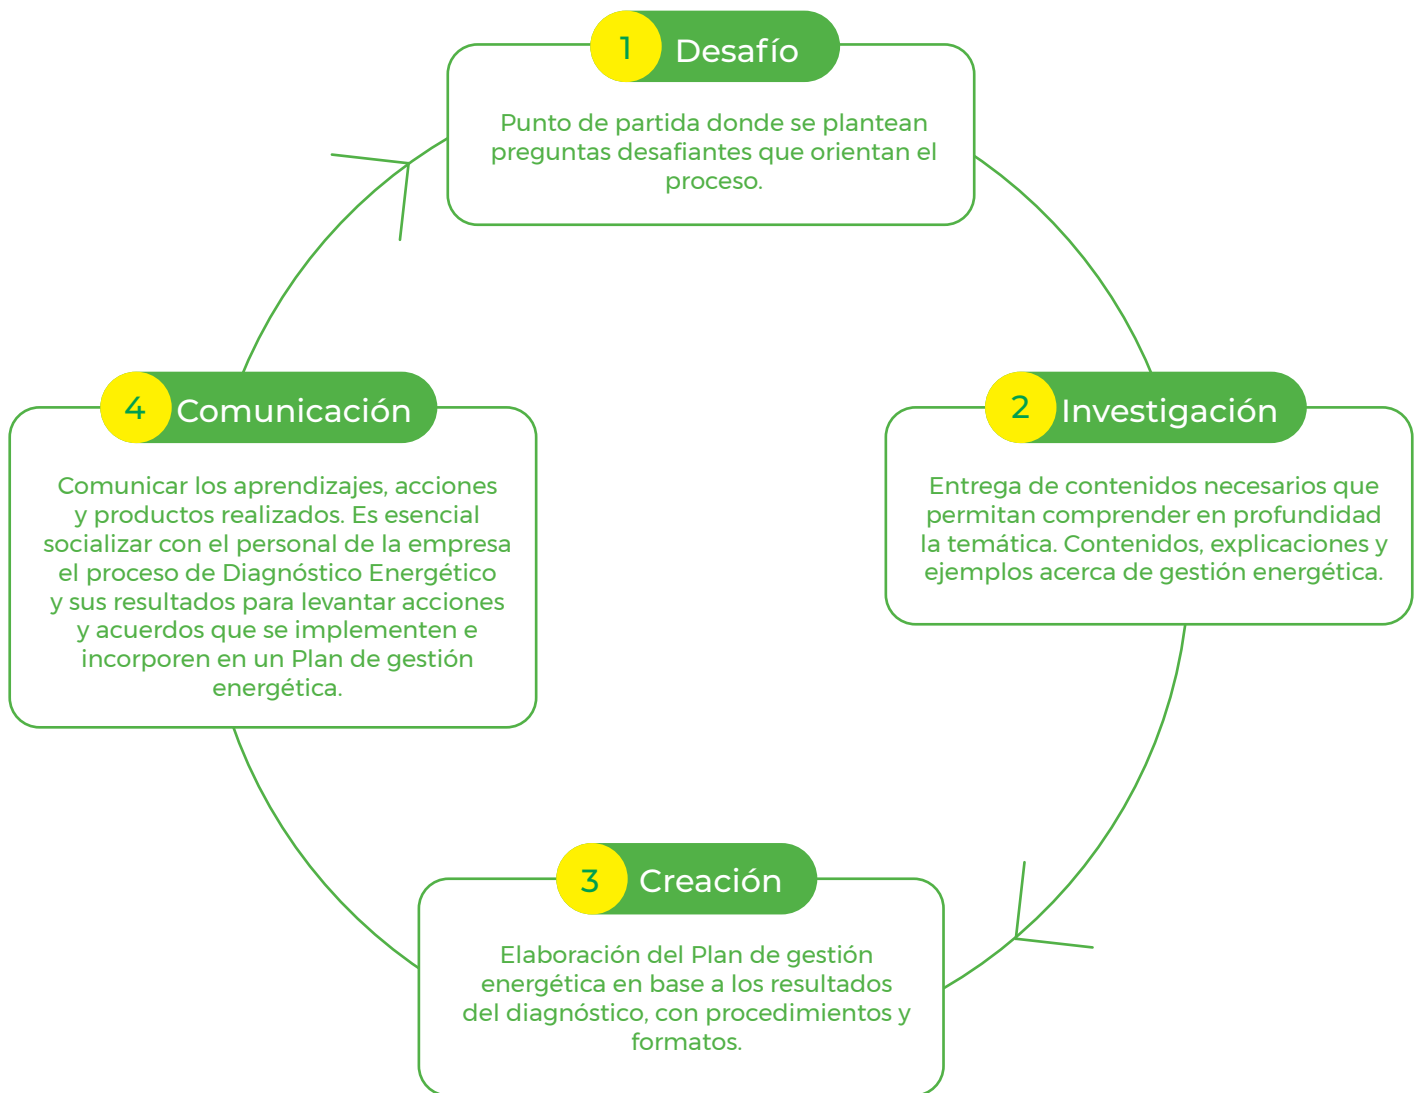 1 Desafío
Punto de partida donde se plantean
preguntas desafiantes que orientan el
proceso.
2 Investigación
Entrega de contenidos necesarios que
permitan comprender en profundidad
la temática. Contenidos, explicaciones y
ejemplos acerca de gestión energética.
3 Creación
Elaboración del Plan de gestión
energética en base a los resultados
del diagnóstico, con procedimientos y
formatos.
4 Comunicación
Comunicar los aprendizajes, acciones
y productos realizados. Es esencial
socializar con el personal de la empresa
el proceso de Diagnóstico Energético
y sus resultados para levantar acciones
y acuerdos que se implementen e
incorporen en un Plan de gestión
energética.